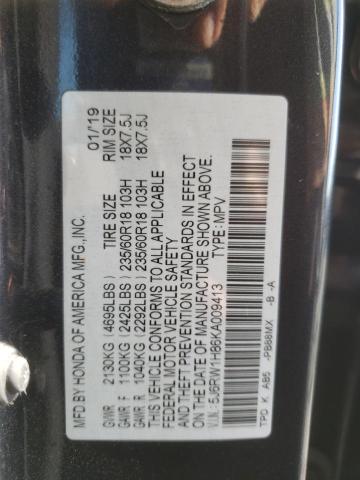 MFD BY HONDA OF AMERICA MFG.,INC. 01/19
TIRE SIZE RIM SIZE
GVWR 2130KG (4695LBS)
GAWR F 1100KG (2425LBS) 235/60R18 103H 18X7.5J
GAWR R 1040KG (2292LBS) 235/60R18 103H 18X7.5J
THIS VEHICLE CONFORMS TO ALL APPLICABLE
FEDERAL MOTOR VEHICLE SAFETY
AND THEFT PREVENTION STANDARDS IN EFFECT
ON THE DATE OF MANUFACTURE SHOWN ABOVE.
V.I.N.: 5J6RW1H86KA009413 TYPE: MPV
TPO K AB5 -PB88MX -B -A